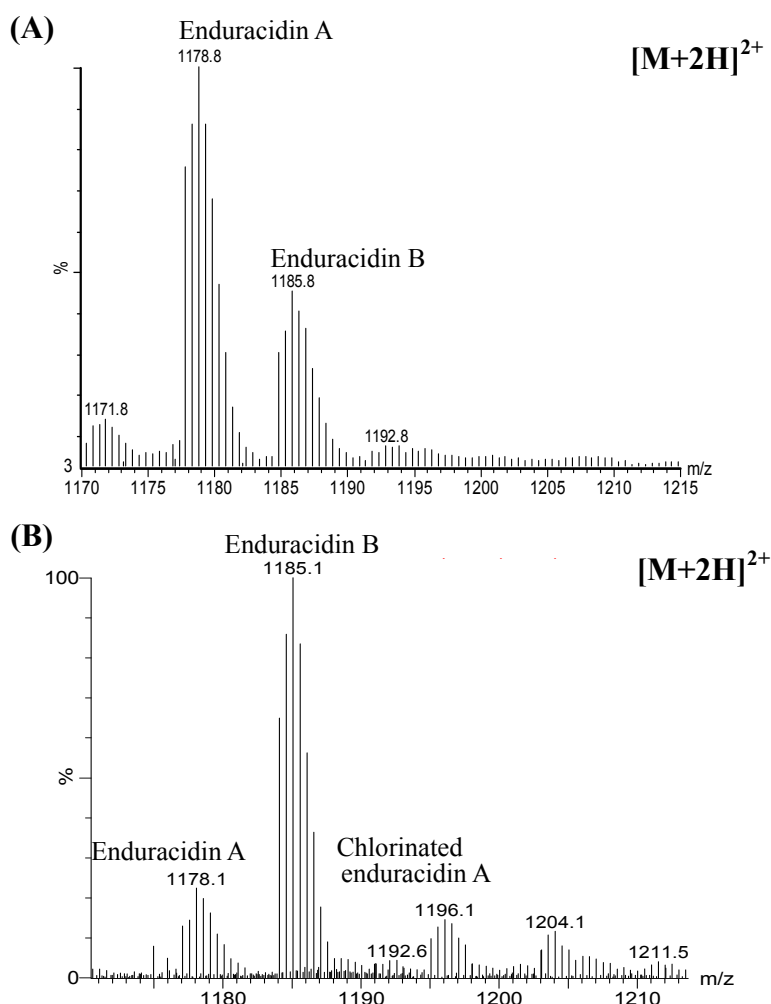 (A)
Enduracidin A
1178.8
[M+2H]2+
Enduracidin B
1185.8
%
1171.8
1192.8
3
m/z
1170 1175 1180 1185 1190 1195 1200 1205 1210 1215
(B)
Enduracidin B
1185.1
[M+2H]2+
100
%
Enduracidin A
1178.1
Chlorinated
enduracidin A
1196.1
1192.6
1204.1
1211.5
0
m/z
1180 1190 1200 1210